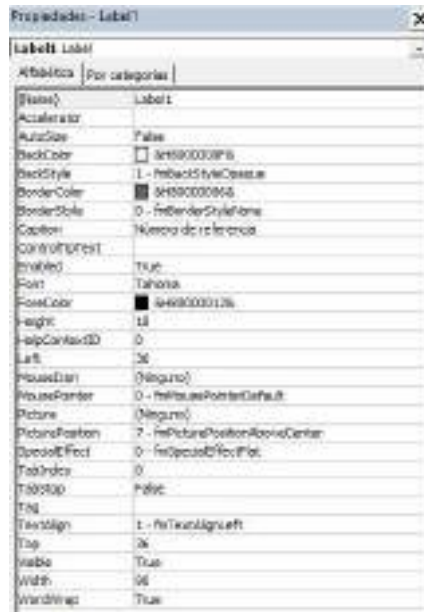 Propiedades - Label1
Label1 Label
Alfabética Por categorías
(Name) Label1
Accelerator
AutoSize False
BackColor &H8000000F&
BackStyle 1 - fmBackStyleOpaque
BorderColor &H80000006&
BorderStyle 0 - fmBorderStyleNone
Caption Número de referencia
ControlTipText
Enabled True
Font Tahoma
ForeColor &H80000012&
Height 18
HelpContextID 0
Left 36
MouseIcon (Ninguno)
MousePointer 0 - fmMousePointerDefault
Picture (Ninguno)
PicturePosition 7 - fmPicturePositionAboveCenter
SpecialEffect 0 - fmSpecialEffectFlat
TabIndex 0
TabStop False
Tag
TextAlign 1 - fmTextAlignLeft
Top
Visible True
Width
WordWrap True